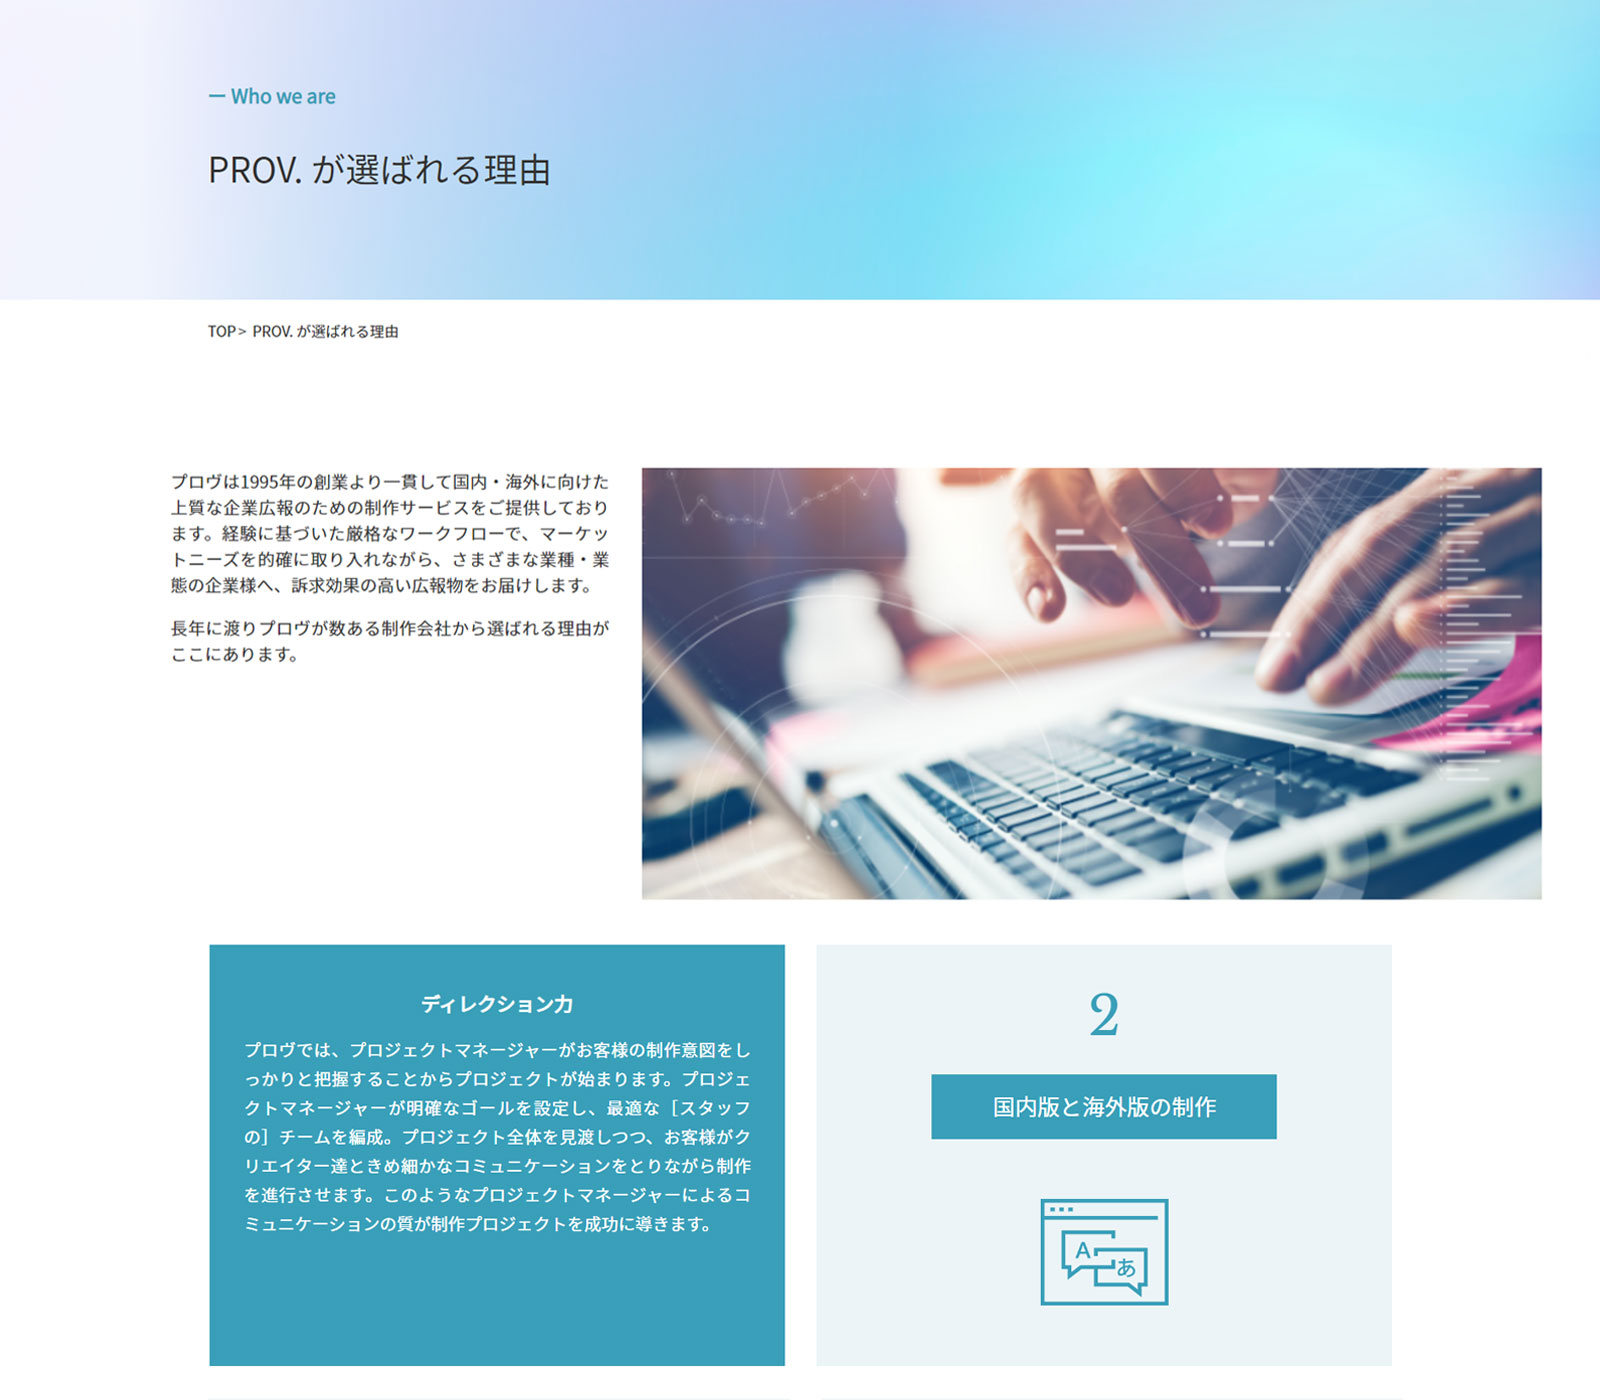 — Who we are
PROV. が選ばれる理由
TOP > PROV. が選ばれる理由
プロヴは1995年の創業より一貫して国内・海外に向けた
上質な企業広報のための制作サービスをご提供しており
ます。経験に基づいた厳格なワークフローで、マーケッ
トニーズを的確に取り入れながら、さまざまな業種・業
態の企業様へ、訴求効果の高い広報物をお届けします。
長年に渡りプロヴが数ある制作会社から選ばれる理由が
ここにあります。
ディレクション力
プロヴでは、プロジェクトマネージャーがお客様の制作意図をし
っかりと把握することからプロジェクトが始まります。プロジェ
クトマネージャーが明確なゴールを設定し、最適な［スタッフ
の］チームを編成。プロジェクト全体を見渡しつつ、お客様がク
リエイター達ときめ細かなコミュニケーションをとりながら制作
を進行させます。このようなプロジェクトマネージャーによるコ
ミュニケーションの質が制作プロジェクトを成功に導きます。
2
国内版と海外版の制作
A
あ